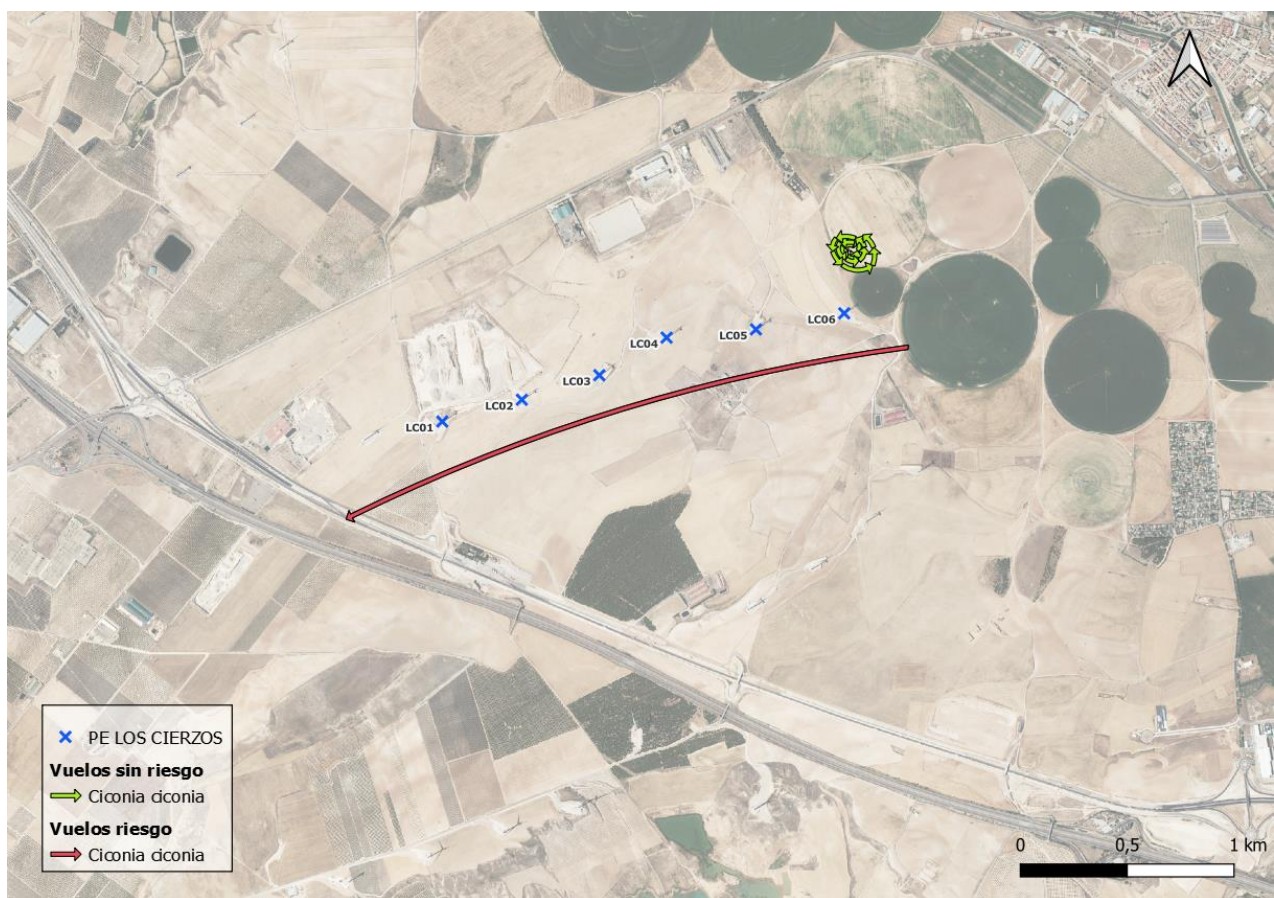 LC06
LC05
LC04
LC03
LC02
LC01
PE LOS CIERZOS
Vuelos sin riesgo
Ciconia ciconia
Vuelos riesgo
Ciconia ciconia
0 0,5 1 km